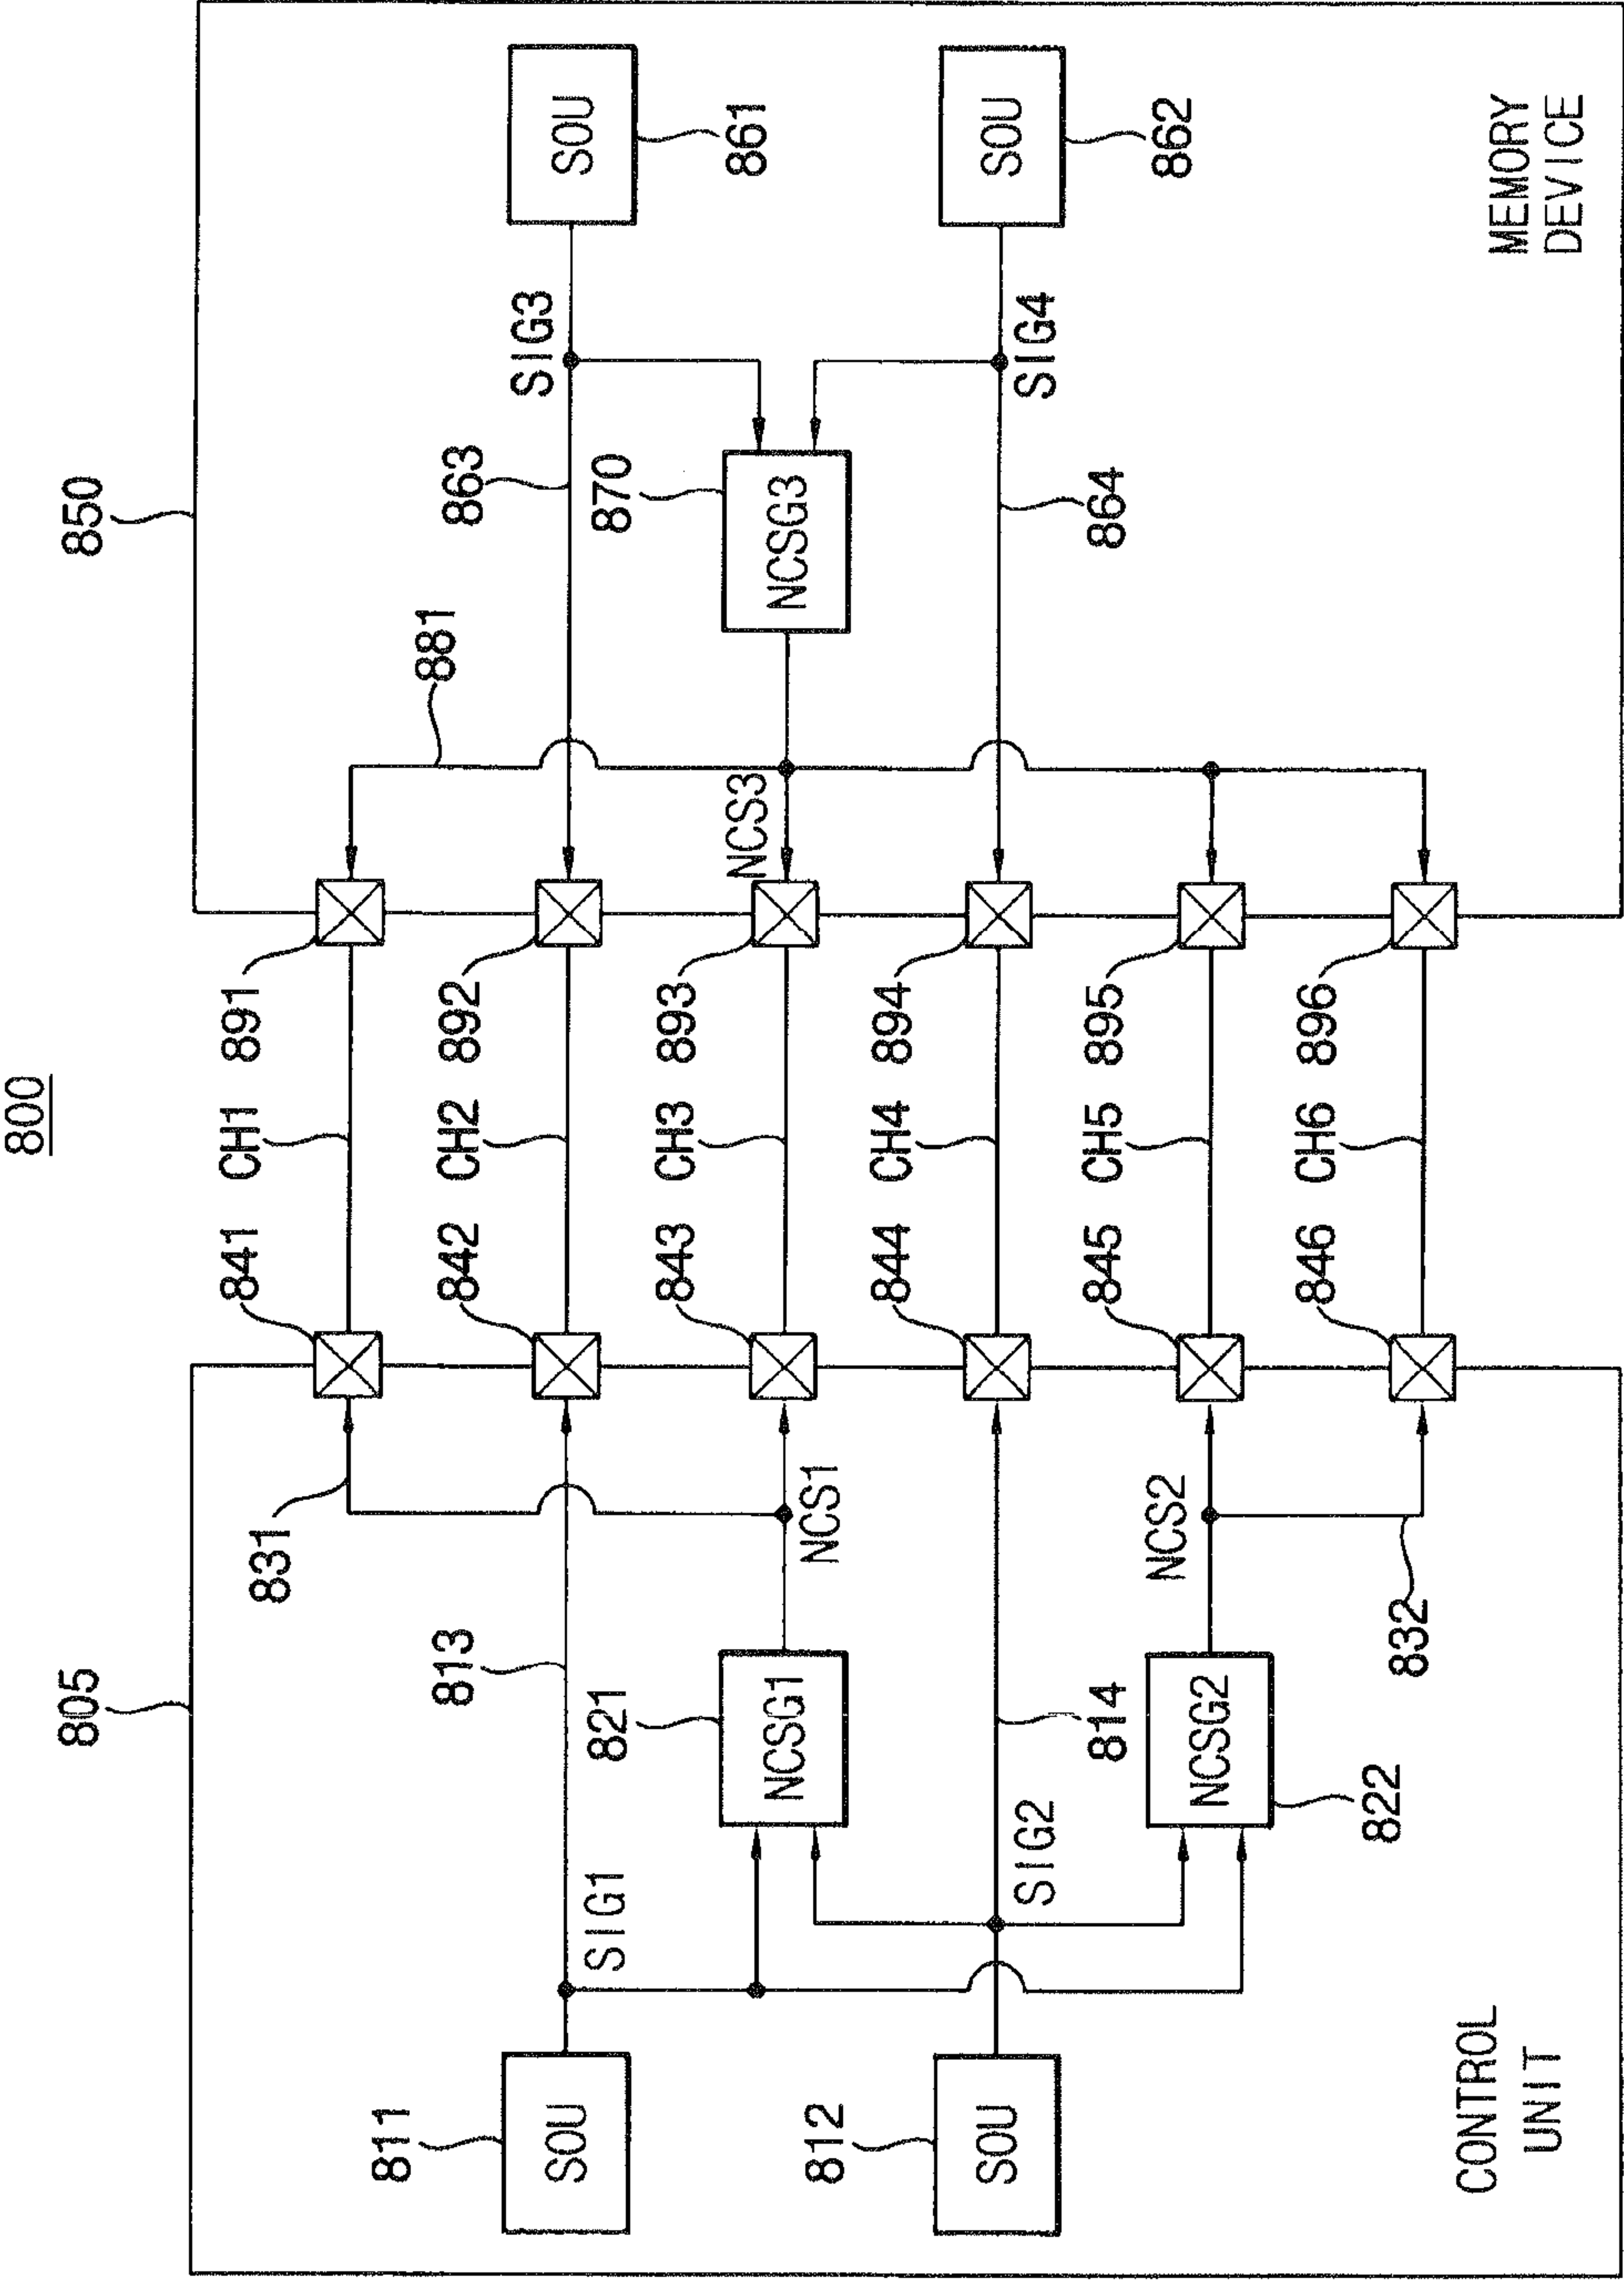 800
805
850
811
SOU
812
SOU
813
SIG1
821
NCSG1
NCS1
831
814
SIG2
822
NCSG2
NCS2
832
CONTROL
UNIT
841
CH1
891
842
CH2
892
843
CH3
893
844
CH4
894
845
CH5
895
846
CH6
896
881
NCS3
863
SIG3
870
NCSG3
864
SIG4
SOU
861
SOU
862
MEMORY
DEVICE